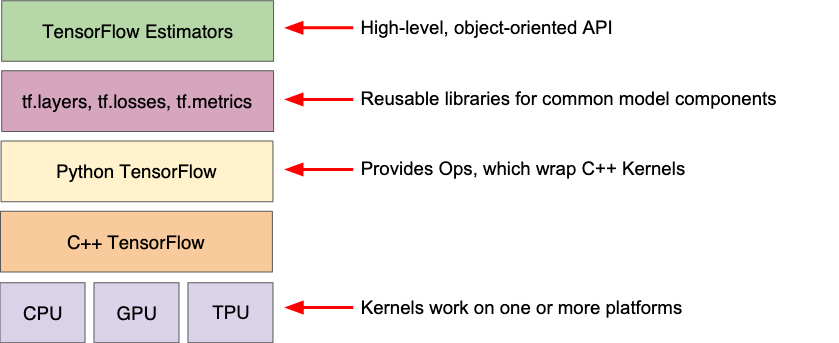 TensorFlow Estimators
High-level, object-oriented API
tf.layers, tf.losses, tf.metrics
Reusable libraries for common model components
Python TensorFlow
Provides Ops, which wrap C++ Kernels
C++ TensorFlow
CPU
GPU
TPU
Kernels work on one or more platforms